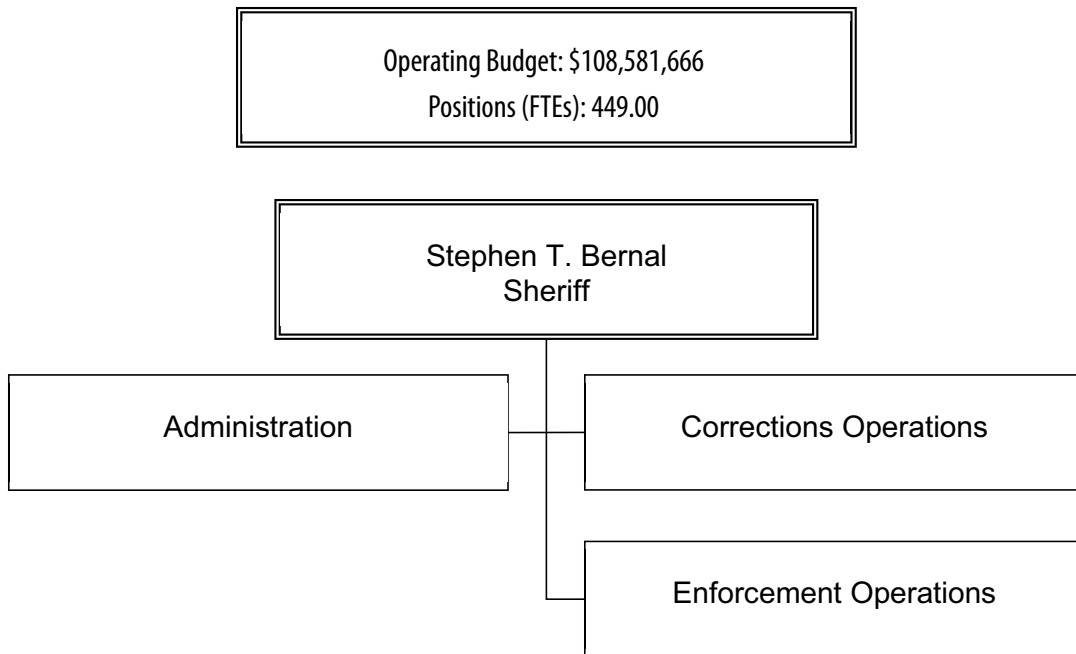 Operating Budget: $108,581,666
Positions (FTEs): 449.00
Stephen T. Bernal
Sheriff
Administration
Corrections Operations
Enforcement Operations